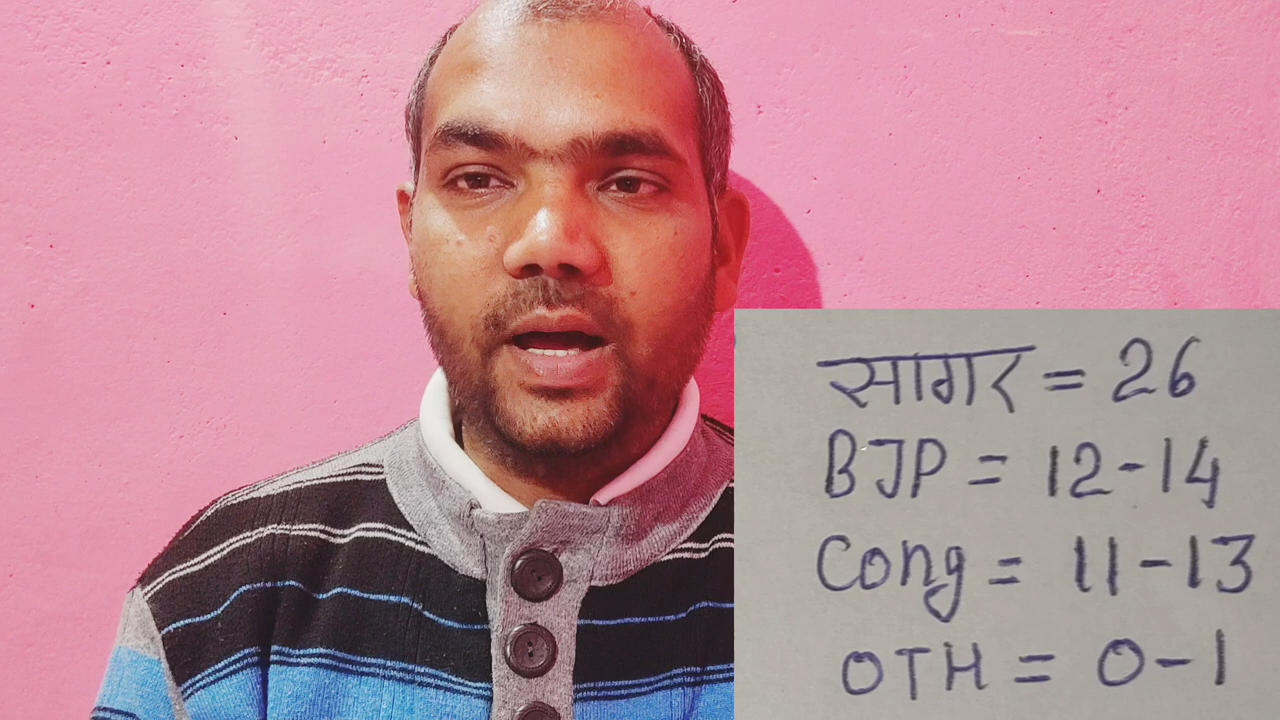 सागर = 26
BJP = 12-14
Cong = 11-13
OTH = 0-1